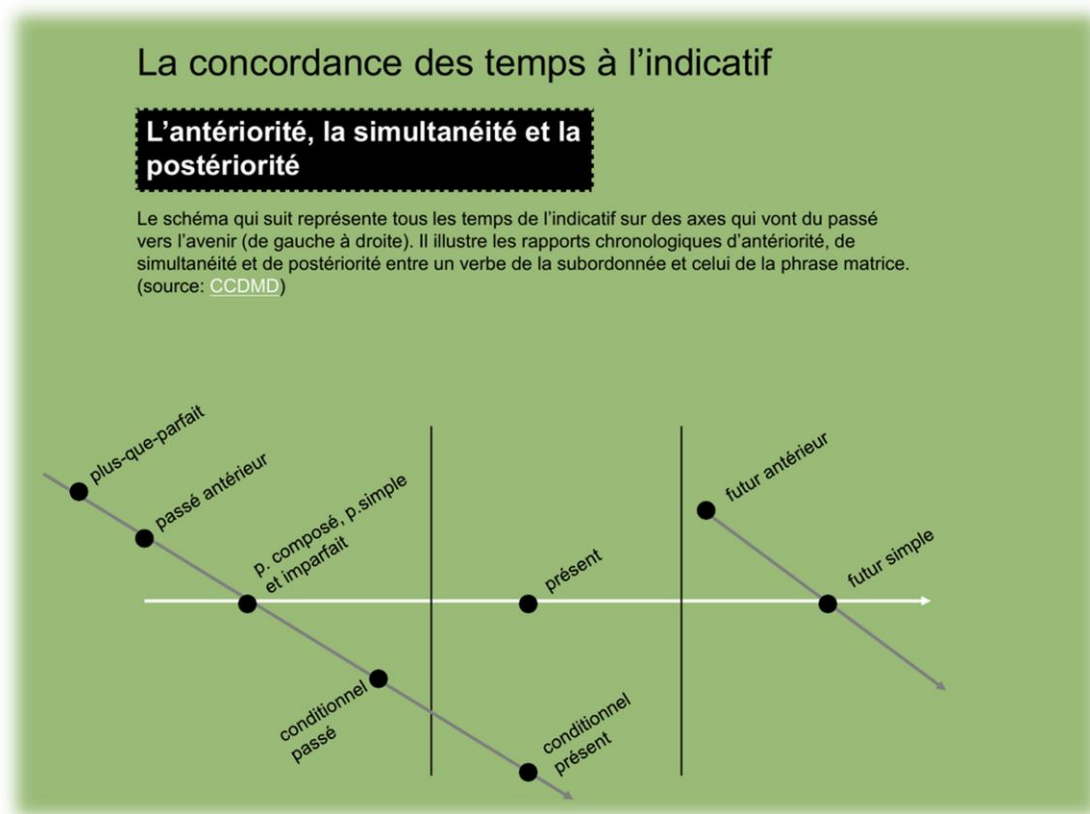 La concordance des temps à l'indicatif
L'antériorité, la simultanéité et la
postériorité
Le schéma qui suit représente tous les temps de l'indicatif sur des axes qui vont du passé
vers l'avenir (de gauche à droite). Il illustre les rapports chronologiques d'antériorité, de
simultanéité et de postériorité entre un verbe de la subordonnée et celui de la phrase matrice.
(source: CCDMD)
plus-que-parfait
passé antérieur
p. composé, p.simple
et imparfait
présent
futur antérieur
futur simple
conditionnel
passé
conditionnel
présent